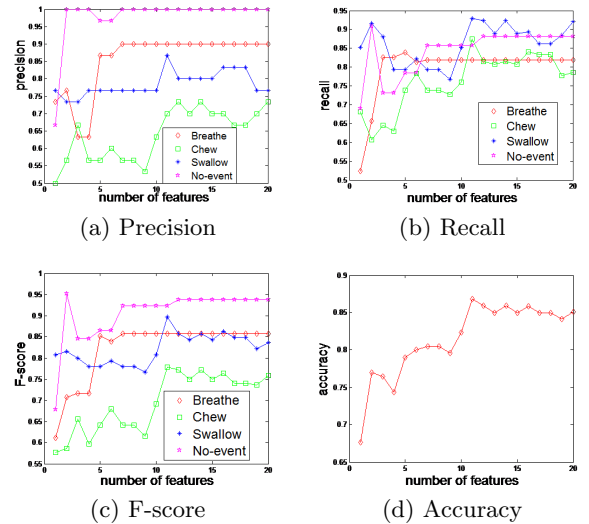 1
0.95
0.9
0.85
0.8
0.75
0.7
0.65
0.6
0.55
0.5
precision
0 5 10 15 20
number of features
Breathe
Chew
Swallow
No-event
(a) Precision
1
0.95
0.9
0.85
0.8
0.75
0.7
0.65
0.6
0.55
0.5
recall
0 5 10 15 20
number of features
Breathe
Chew
Swallow
No-event
(b) Recall
1
0.95
0.9
0.85
0.8
0.75
0.7
0.65
0.6
0.55
F-score
0 5 10 15 20
number of features
Breathe
Chew
Swallow
No-event
(c) F-score
0.9
0.85
0.8
0.75
0.7
0.65
accuracy
0 5 10 15 20
number of features
(d) Accuracy